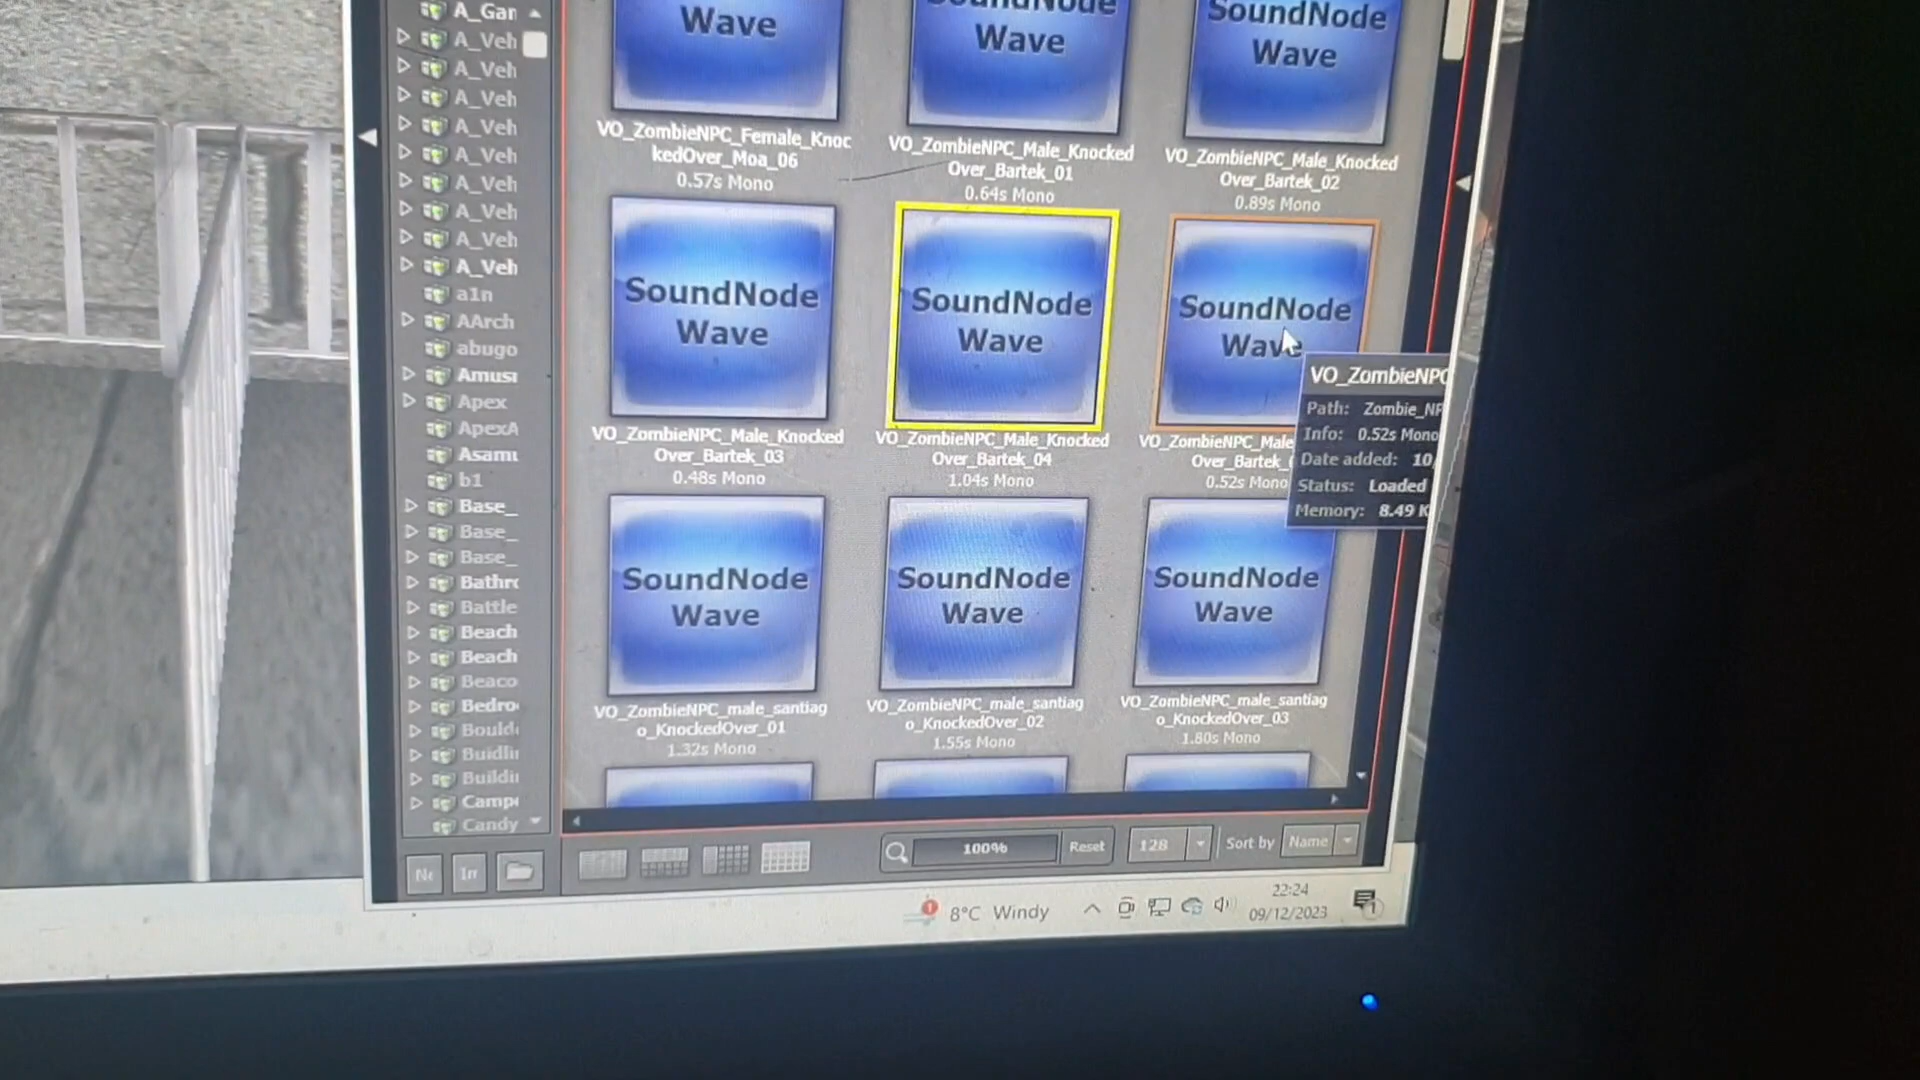 A_Gar
A_Veh
A_Veh
A_Veh
A_Veh
A_Veh
A_Veh
A_Veh
A_Veh
A_Veh
a1n
AArch
abugo
Amusi
Apex
ApexA
Asamu
b1
Base_
Base_
Base_
Bathro
Battle
Beach
Beach
Beaco
Bedro
Bould
Buidlin
Buildi
Camp
Candy
Wave
VO_ZombieNPC_Female_Knoc
kedOver_Moa_06
0.57s Mono
SoundNode
Wave
VO_ZombieNPC_Male_Knocked
Over_Bartek_01
0.64s Mono
SoundNode
Wave
VO_ZombieNPC_Male_Knocked
Over_Bartek_02
0.89s Mono
SoundNode
Wave
VO_ZombieNPC_Male_Knocked
Over_Bartek_03
0.48s Mono
SoundNode
Wave
VO_ZombieNPC_Male_Knocked
Over_Bartek_04
1.04s Mono
SoundNode
Wave
VO_ZombieNPC_Male
Over_Bartek_
0.52s Mono
VO_ZombieNPC
Path: Zombie_NP
Info: 0.52s Mono
Date added: 10
Status: Loaded
Memory: 8.49 K
SoundNode
Wave
VO_ZombieNPC_male_santiag
o_KnockedOver_01
1.32s Mono
SoundNode
Wave
VO_ZombieNPC_male_santiag
o_KnockedOver_02
1.55s Mono
SoundNode
Wave
VO_ZombieNPC_male_santiag
o_KnockedOver_03
1.80s Mono
100% Reset 128 Sort by Name
1 8°C Windy
22:24
09/12/2023
1